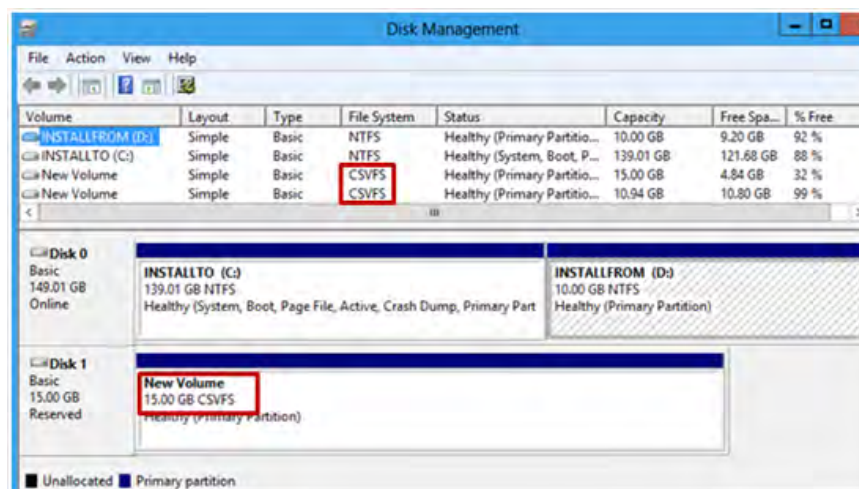 Disk Management
File Action View Help
Volume Layout Type File System Status Capacity Free Spa... % Free
INSTALLFROM (D:) Simple Basic NTFS Healthy (Primary Partitio... 10.00 GB 9.20 GB 92 %
INSTALLTO (C:) Simple Basic NTFS Healthy (System, Boot, P... 139.01 GB 121.68 GB 88 %
New Volume Simple Basic CSVFS Healthy (Primary Partitio... 15.00 GB 4.84 GB 32 %
New Volume Simple Basic CSVFS Healthy (Primary Partitio... 10.94 GB 10.80 GB 99 %
Disk 0
Basic
149.01 GB
Online
INSTALLTO (C:)
139.01 GB NTFS
Healthy (System, Boot, Page File, Active, Crash Dump, Primary Part
INSTALLFROM (D:)
10.00 GB NTFS
Healthy (Primary Partition)
Disk 1
Basic
15.00 GB
Reserved
New Volume
15.00 GB CSVFS
Healthy (Primary Partition)
Unallocated Primary partition